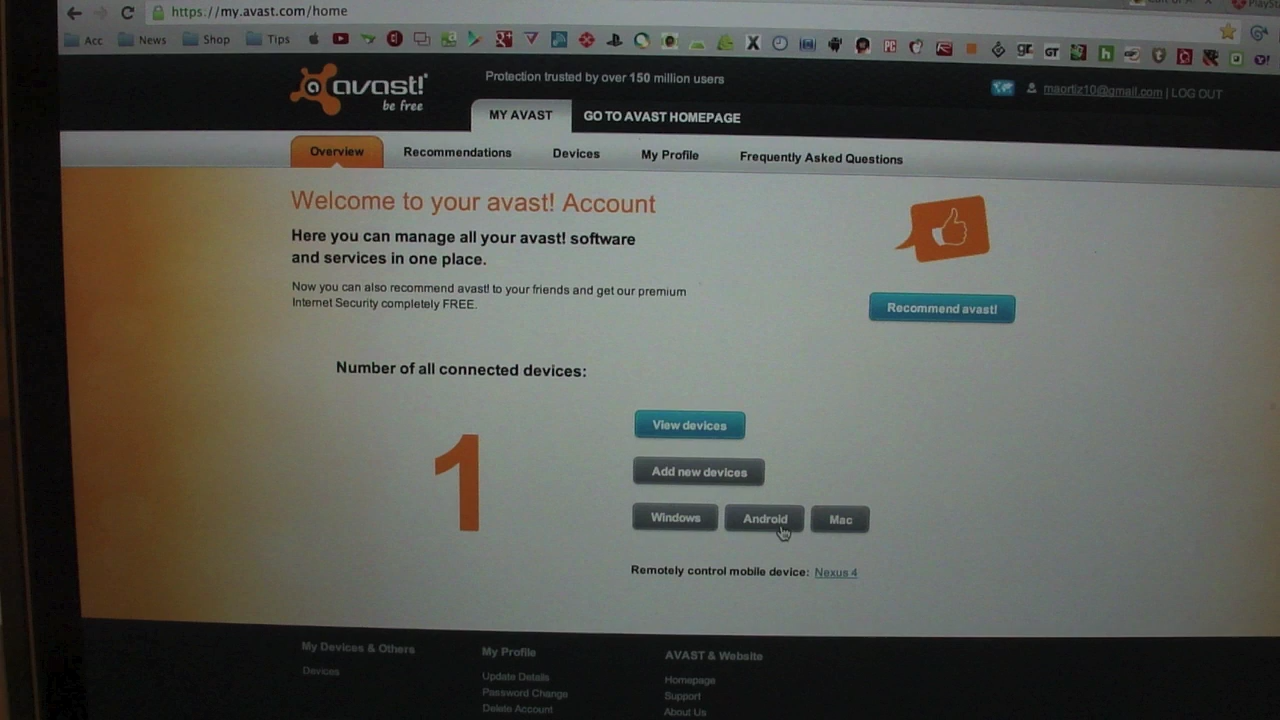 https://my.avast.com/home
Acc News Shop Tips
avast!
be free
Protection trusted by over 150 million users
maortiz10@gmail.com | LOG OUT
MY AVAST GO TO AVAST HOMEPAGE
Overview Recommendations Devices My Profile Frequently Asked Questions
Welcome to your avast! Account
Here you can manage all your avast! software
and services in one place.
Now you can also recommend avast! to your friends and get our premium
Internet Security completely FREE.
Recommend avast!
Number of all connected devices:
1
View devices
Add new devices
Windows Android Mac
Remotely control mobile device: Nexus 4
My Devices & Others My Profile AVAST & Website
Devices Update Details Homepage
Password Change Support
Delete Account About Us